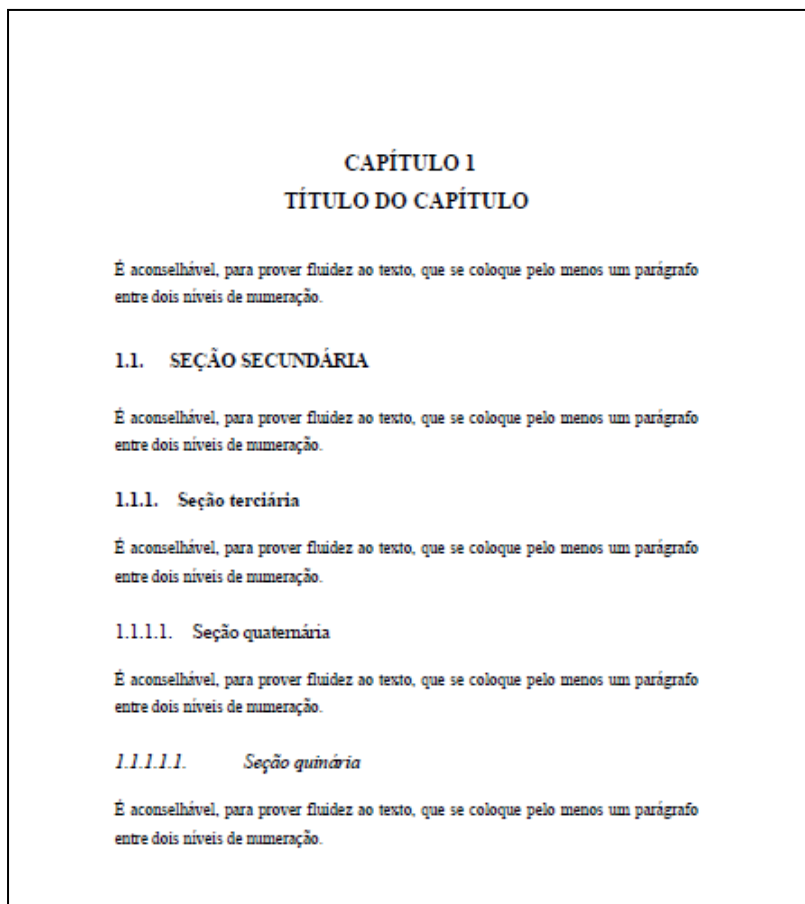 CAPÍTULO 1
TÍTULO DO CAPÍTULO
É aconselhável, para prover fluidez ao texto, que se coloque pelo menos um parágrafo
entre dois níveis de numeração.
1.1. SEÇÃO SECUNDÁRIA
É aconselhável, para prover fluidez ao texto, que se coloque pelo menos um parágrafo
entre dois níveis de numeração.
1.1.1. Seção terciária
É aconselhável, para prover fluidez ao texto, que se coloque pelo menos um parágrafo
entre dois níveis de numeração.
1.1.1.1. Seção quaternária
É aconselhável, para prover fluidez ao texto, que se coloque pelo menos um parágrafo
entre dois níveis de numeração.
1.1.1.1.1. Seção quinária
É aconselhável, para prover fluidez ao texto, que se coloque pelo menos um parágrafo
entre dois níveis de numeração.